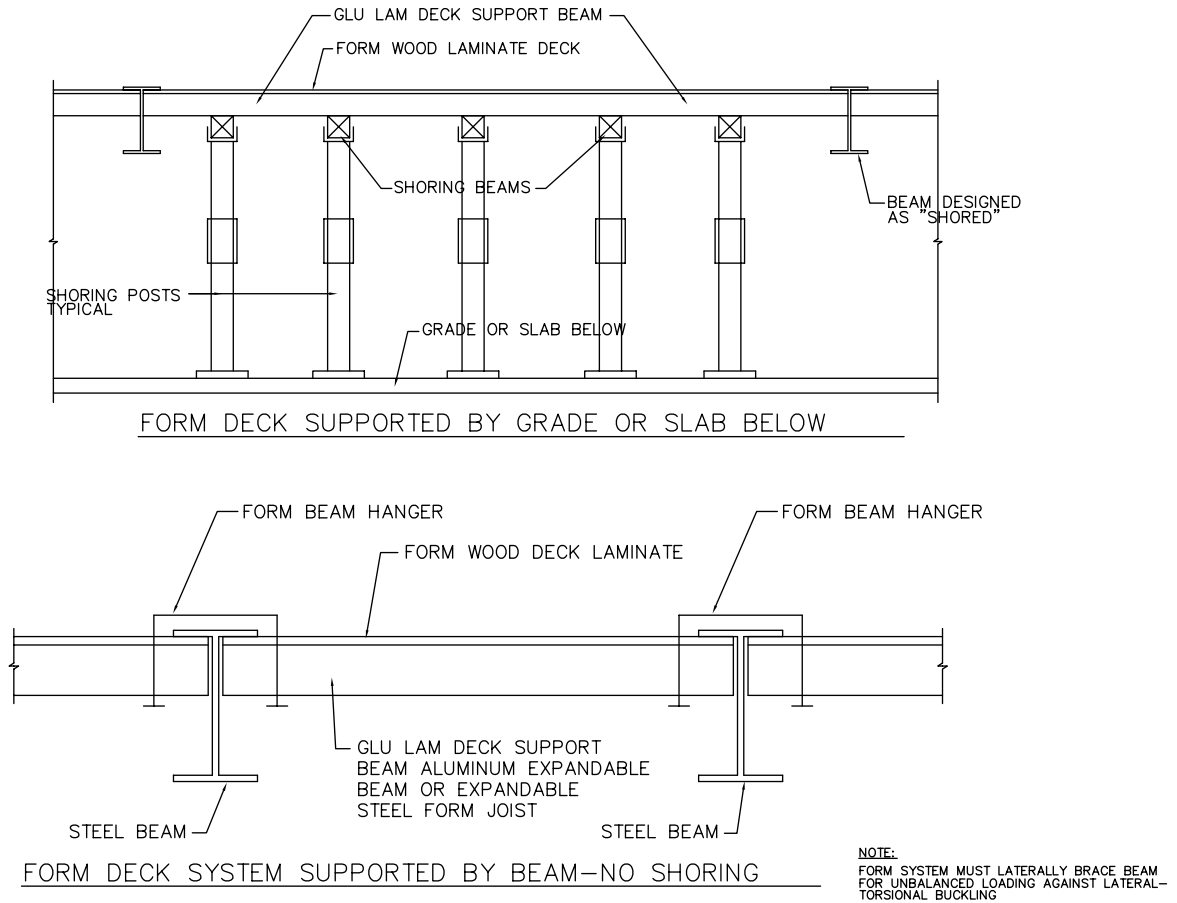 GLU LAM DECK SUPPORT BEAM
FORM WOOD LAMINATE DECK
SHORING BEAMS
BEAM DESIGNED
AS "SHORED"
SHORING POSTS
TYPICAL
GRADE OR SLAB BELOW
FORM DECK SUPPORTED BY GRADE OR SLAB BELOW
FORM BEAM HANGER
FORM BEAM HANGER
FORM WOOD DECK LAMINATE
GLU LAM DECK SUPPORT
BEAM ALUMINUM EXPANDABLE
BEAM OR EXPANDABLE
STEEL FORM JOIST
STEEL BEAM
STEEL BEAM
FORM DECK SYSTEM SUPPORTED BY BEAM-NO SHORING
NOTE:
FORM SYSTEM MUST LATERALLY BRACE BEAM
FOR UNBALANCED LOADING AGAINST LATERAL-
TORSIONAL BUCKLING